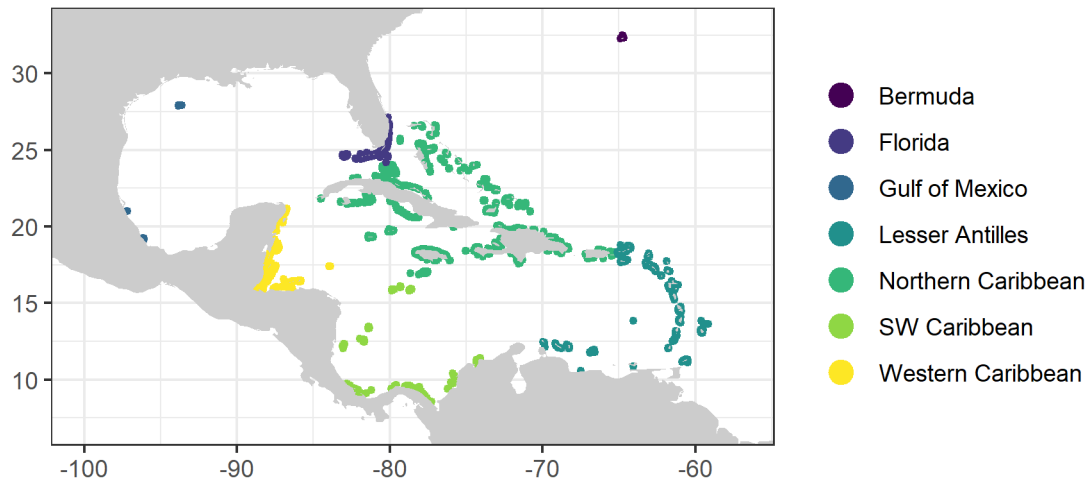 30
25
20
15
10
-100
-90
-80
-70
-60
Bermuda
Florida
Gulf of Mexico
Lesser Antilles
Northern Caribbean
SW Caribbean
Western Caribbean